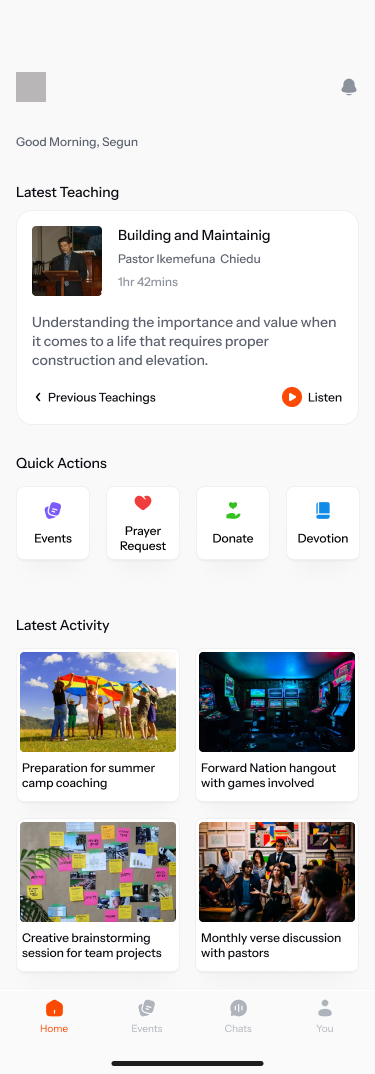 Good Morning, Segun
Latest Teaching
Building and Maintainig
Pastor Ikemefuna Chiedu
1hr 42mins
Understanding the importance and value when
it comes to a life that requires proper
construction and elevation.
Previous Teachings
Listen
Quick Actions
Events
Prayer
Request
Donate
Devotion
Latest Activity
Preparation for summer
camp coaching
Forward Nation hangout
with games involved
Creative brainstorming
session for team projects
Monthly verse discussion
with pastors
Home
Events
Chats
You